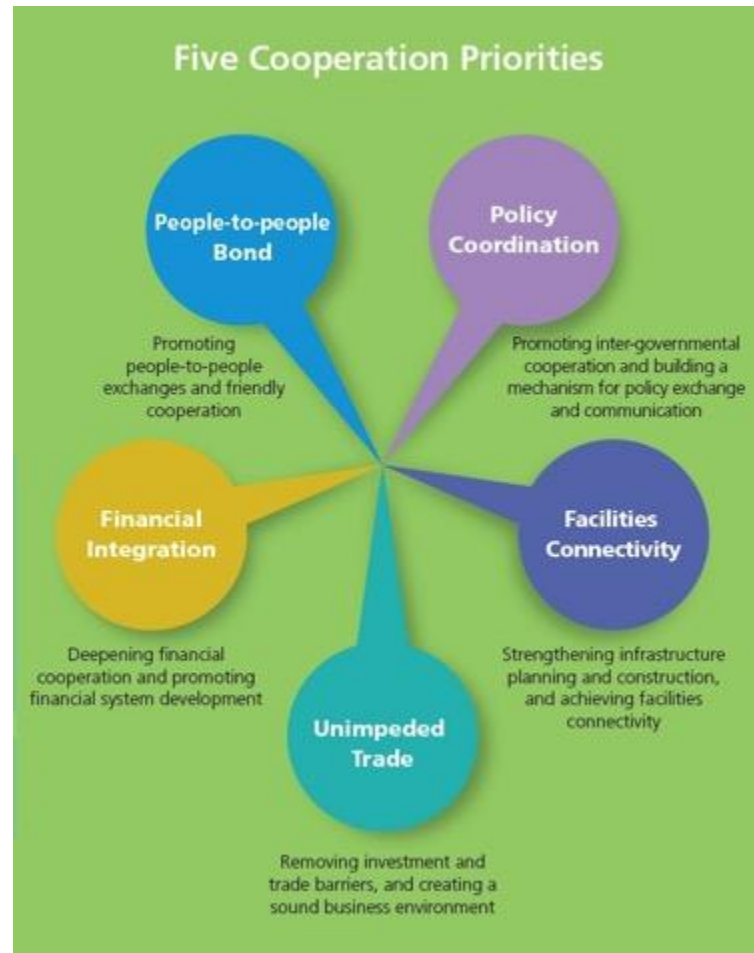 Five Cooperation Priorities
People-to-people
Bond
Promoting
people-to-people
exchanges and friendly
cooperation
Policy
Coordination
Promoting inter-governmental
cooperation and building a
mechanism for policy exchange
and communication
Financial
Integration
Deepening financial
cooperation and promoting
financial system development
Facilities
Connectivity
Strengthening infrastructure
planning and construction,
and achieving facilities
connectivity
Unimpeded
Trade
Removing investment and
trade barriers, and creating a
sound business environment